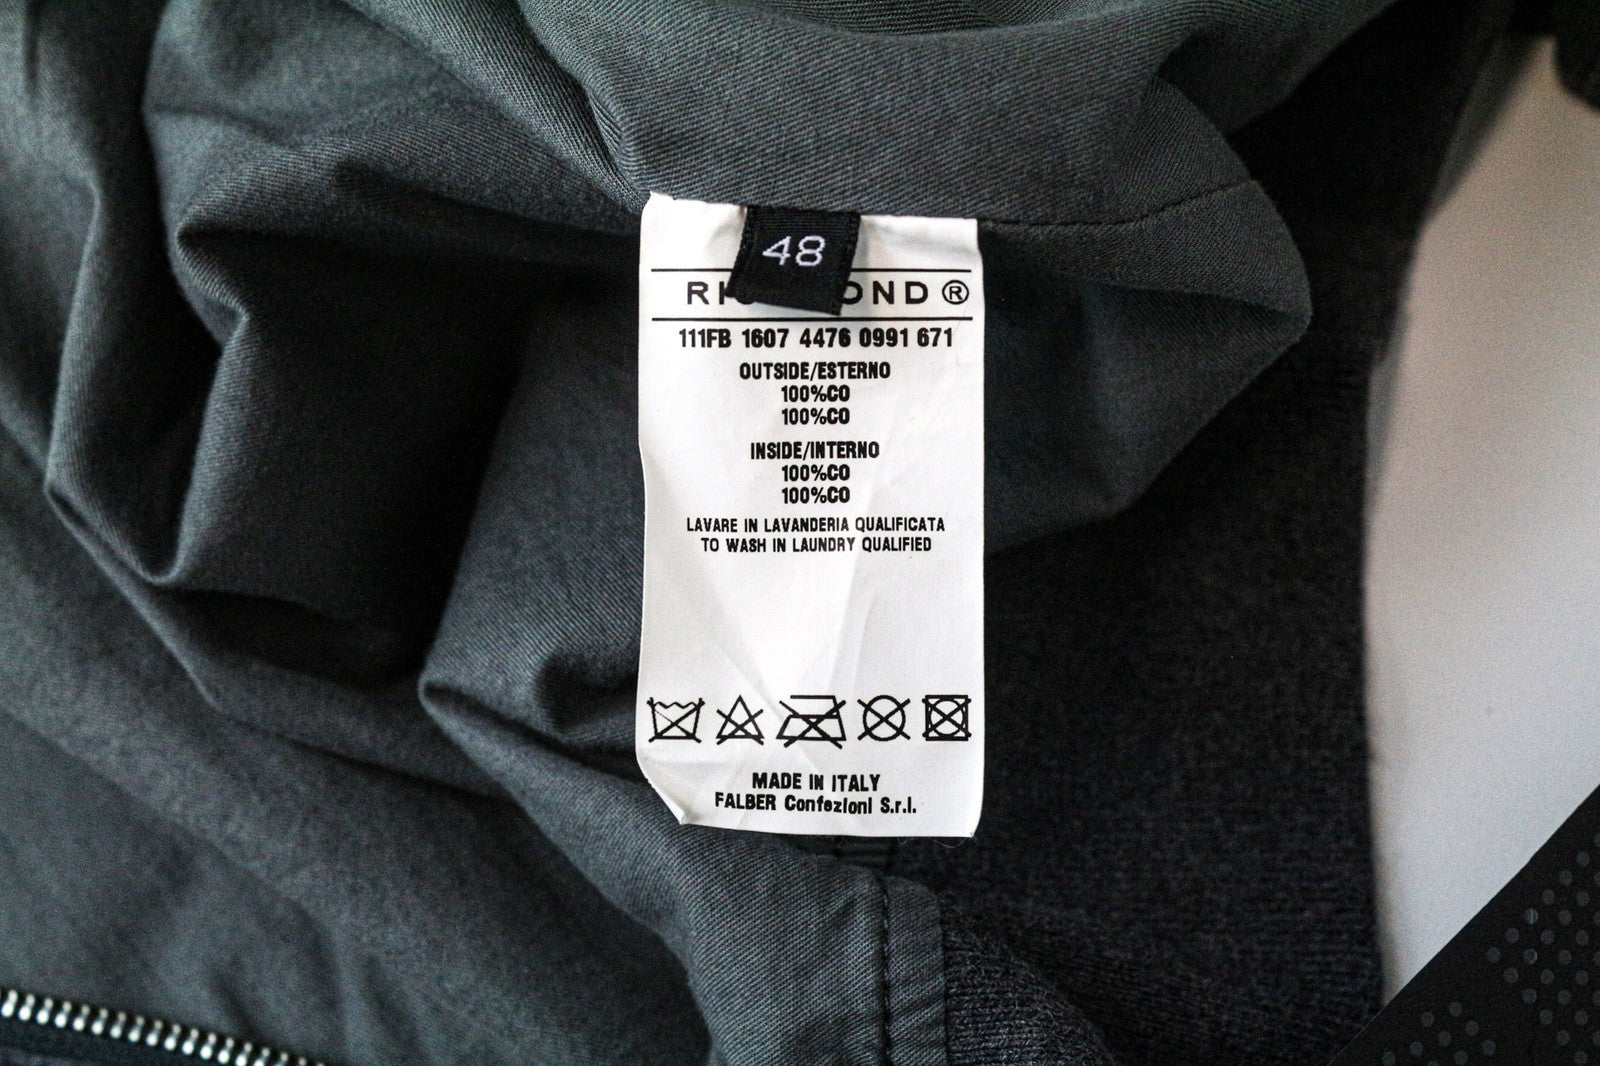 48
111FB 1607 4476 0991 671
OUTSIDE/ESTERNO
100%CO
100%CO
INSIDE/INTERNO
100%CO
100%CO
LAVARE IN LAVANDERIA QUALIFICATA
TO WASH IN LAUNDRY QUALIFIED
MADE IN ITALY
FALBER Confezioni S.r.l.